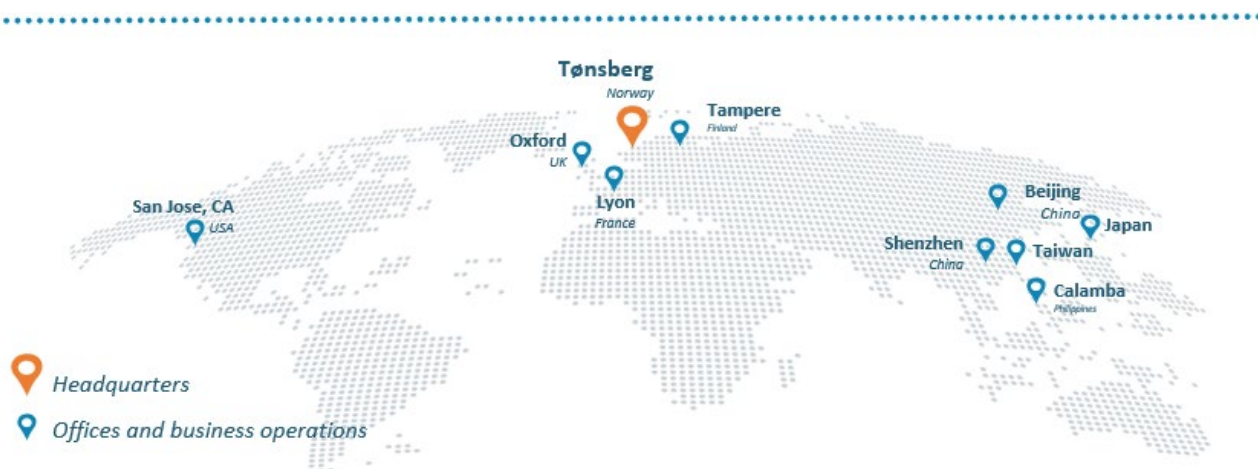 Tønsberg
Norway
Tampere
Finland
Oxford
UK
Lyon
France
San Jose, CA
USA
Beijing
China
Japan
Shenzhen
China
Taiwan
Calamba
Philippines
Headquarters
Offices and business operations